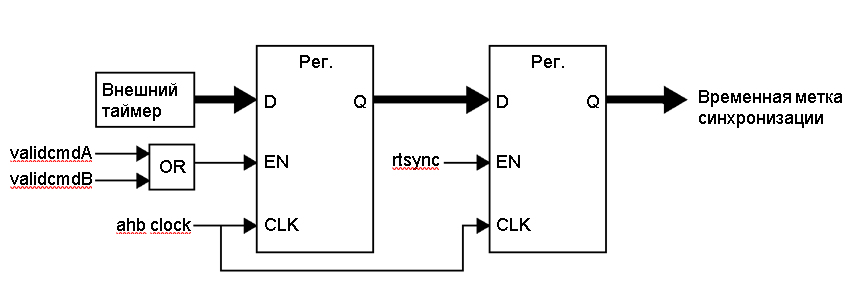 Рег.
Рег.
Внешний
таймер
D
Q
D
Q
Временная метка
синхронизации
validcmdA
validcmdB
OR
EN
rtsync
EN
ahb clock
CLK
CLK